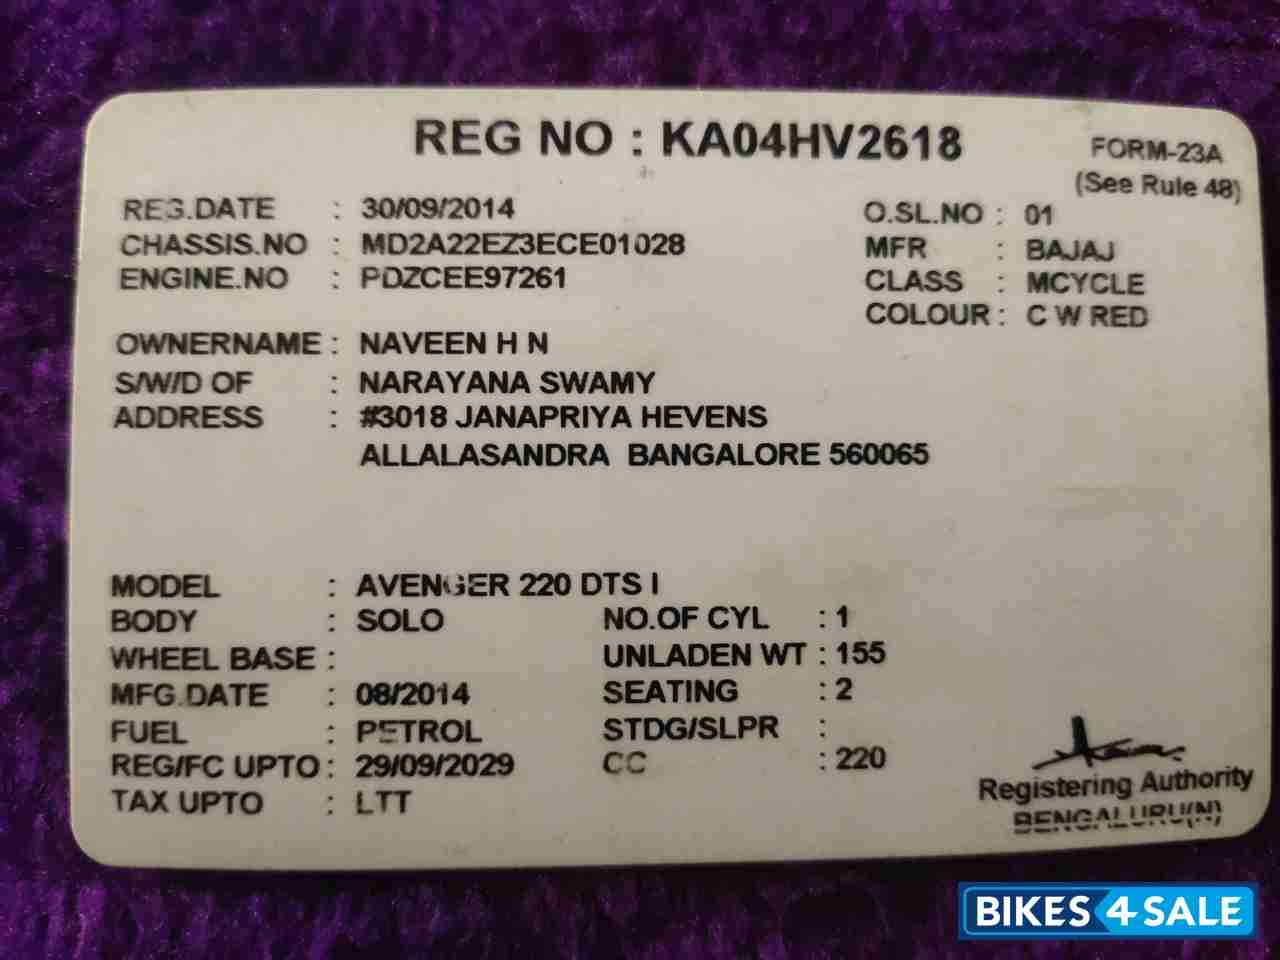 REG NO : KA04HV2618
FORM-23A
(See Rule 48)
REG.DATE : 30/09/2014
O.SL.NO : 01
CHASSIS.NO : MD2A22EZ3ECE01028
MFR : BAJAJ
ENGINE.NO : PDZCEE97261
CLASS : MCYCLE
COLOUR : C W RED
OWNERNAME : NAVEEN H N
S/W/D OF : NARAYANA SWAMY
ADDRESS : #3018 JANAPRIYA HEVENS
ALLALASANDRA BANGALORE 560065
MODEL : AVENGER 220 DTS I
BODY : SOLO NO.OF CYL : 1
WHEEL BASE : UNLADEN WT : 155
MFG.DATE : 08/2014 SEATING : 2
FUEL : PETROL STDG/SLPR :
REG/FC UPTO : 29/09/2029 CC : 220
TAX UPTO : LTT
Registering Authority
BENGALURU(N)
BIKES4SALE